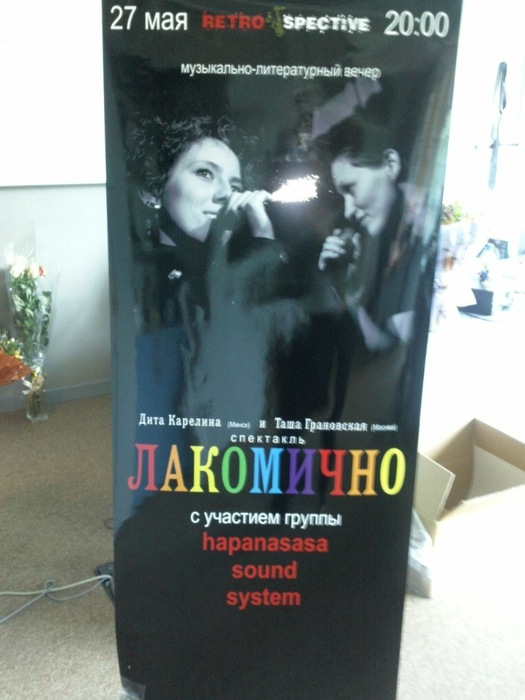 27 мая RETRO SPECTIVE 20:00
музыкально-литературный вечер
Дита Карелина (Минск) и Таша Грановская (Москва)
спектакль
ЛАКОМИЧНО
с участием группы
hapanasasa
sound
system